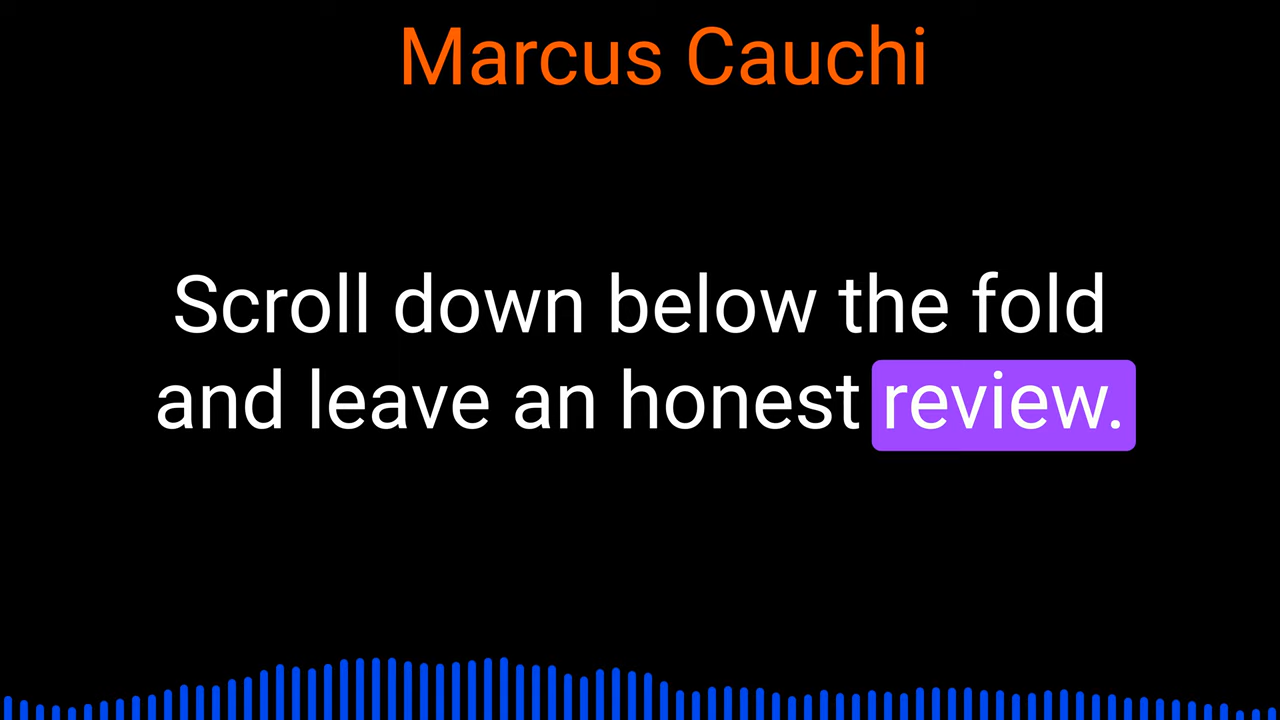 Marcus Cauchi
Scroll down below the fold
and leave an honest review.